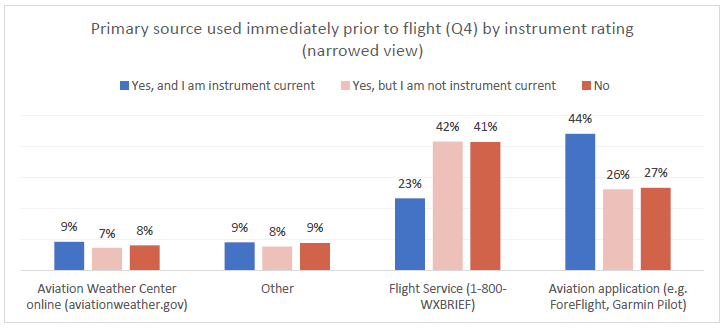 Primary source used immediately prior to flight (Q4) by instrument rating
(narrowed view)
Yes, and I am instrument current Yes, but I am not instrument current No
9% 7% 8% 9% 8% 9% 23% 42% 41% 44% 26% 27%
Aviation Weather Center Other Flight Service (1-800- Aviation application (e.g.
online (aviationweather.gov) WXBRIEF) ForeFlight, Garmin Pilot)